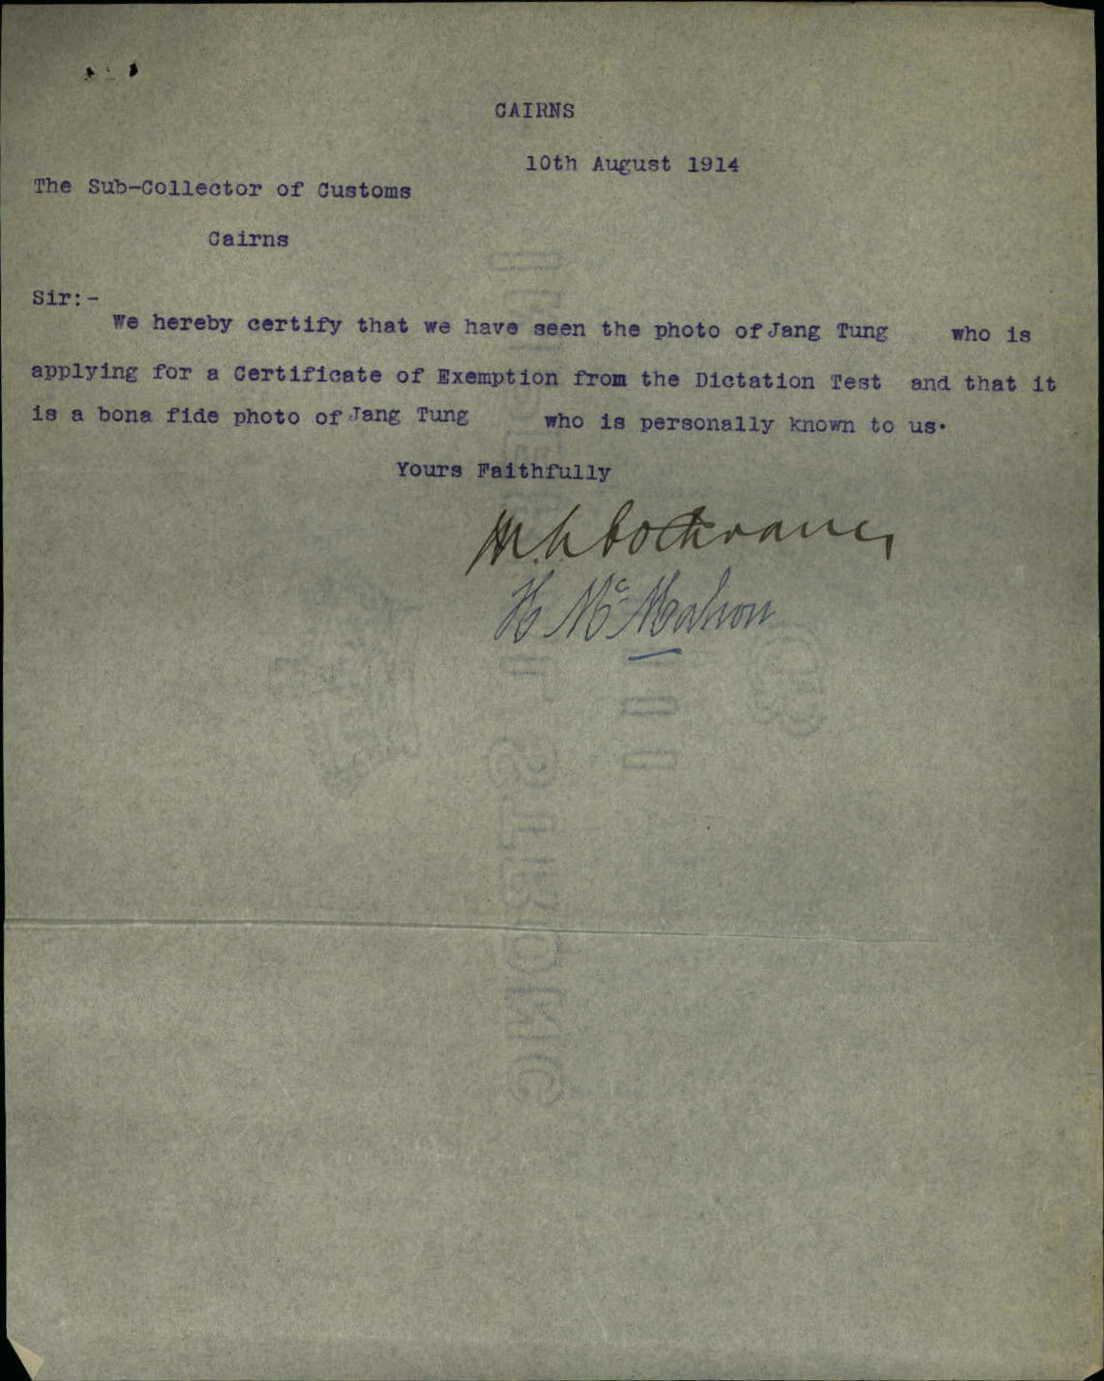 CAIRNS
10th August 1914
The Sub-Collector of Customs
Cairns
Sir:-
We hereby certify that we have seen the photo of Jang Tung who is
applying for a Certificate of Exemption from the Dictation Test and that it
is a bona fide photo of Jang Tung who is personally known to us.
Yours Faithfully
Cochrane
H McMahon